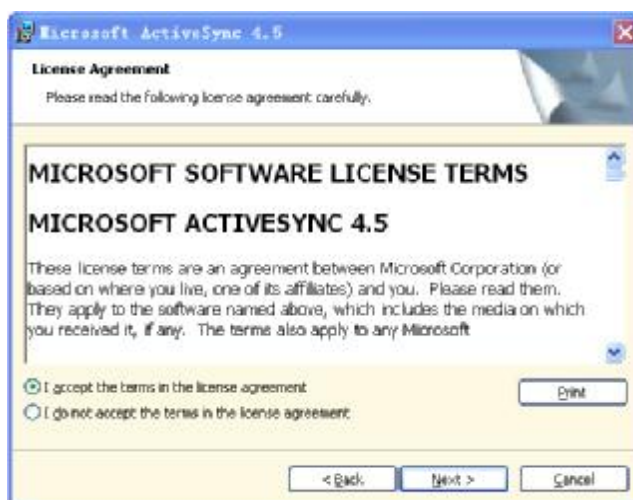 Microsoft ActiveSync 4.5
License Agreement
Please read the following license agreement carefully.
MICROSOFT SOFTWARE LICENSE TERMS
MICROSOFT ACTIVESYNC 4.5
These license terms are an agreement between Microsoft Corporation (or
based on where you live, one of its affiliates) and you.  Please read them.
They apply to the software named above, which includes the media on which
you received it, if any.  The terms also apply to any Microsoft
I accept the terms in the license agreement
Print
I do not accept the terms in the license agreement
< Back
Next >
Cancel